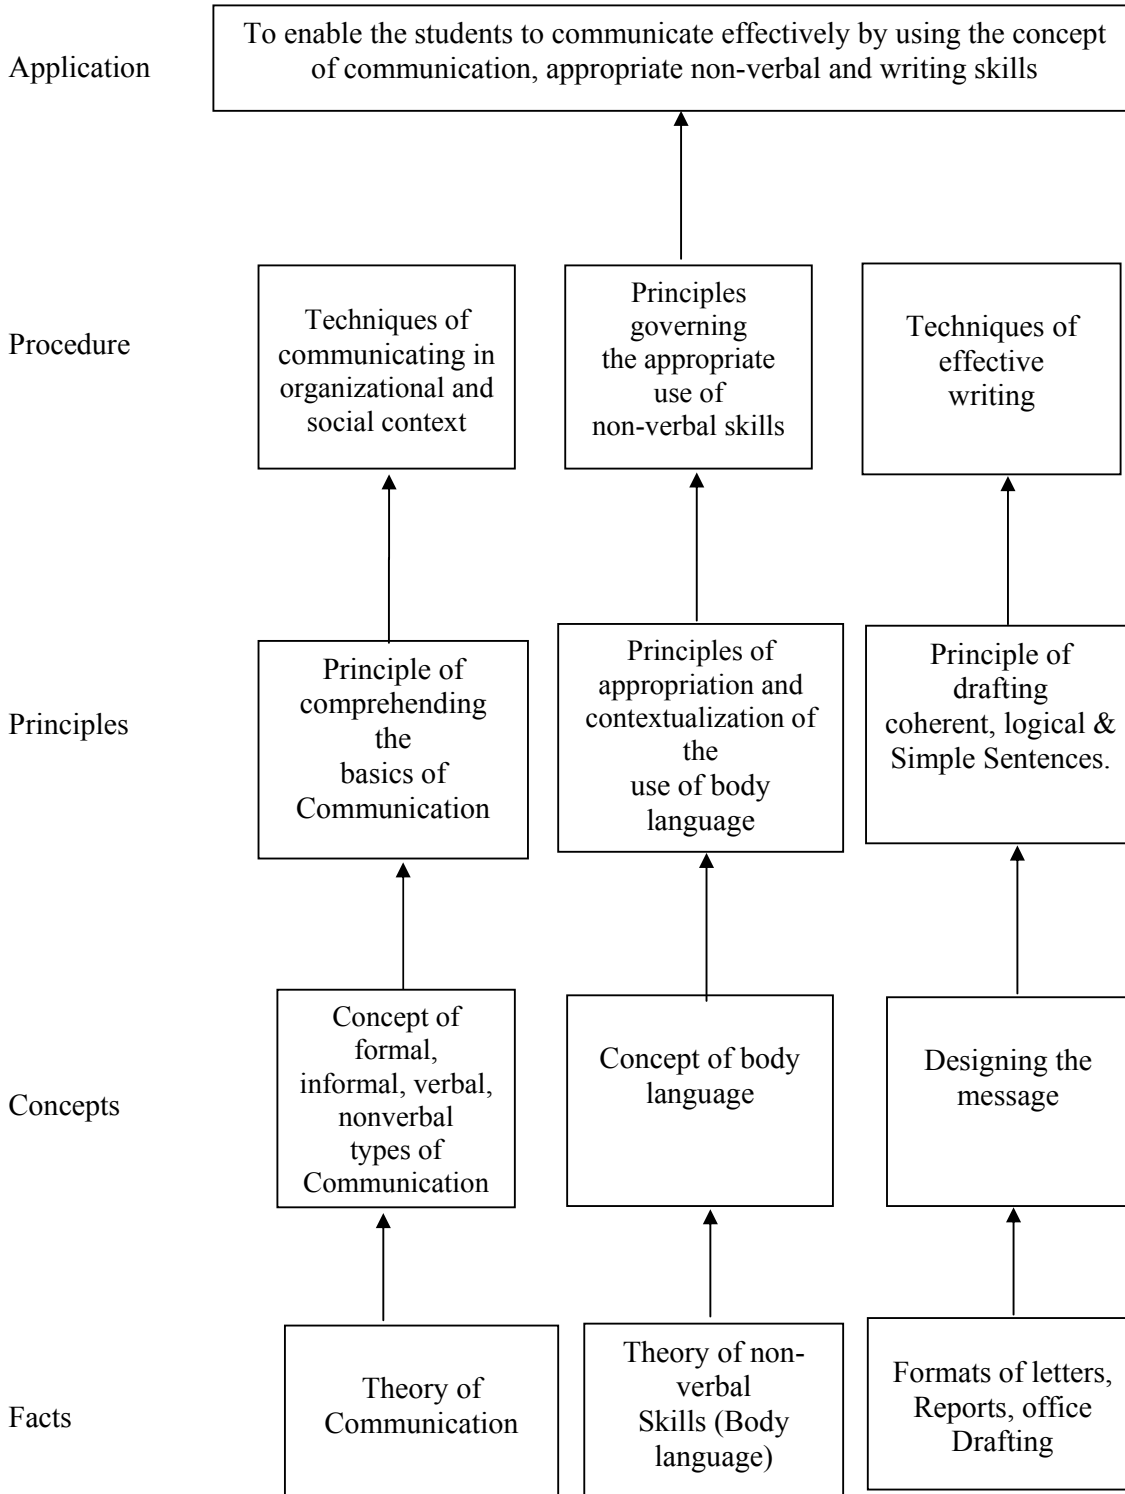 Application
To enable the students to communicate effectively by using the concept
of communication, appropriate non-verbal and writing skills
Procedure
Techniques of
communicating in
organizational and
social context
Principles
governing
the appropriate
use of
non-verbal skills
Techniques of
effective
writing
Principles
Principle of
comprehending
the
basics of
Communication
Principles of
appropriation and
contextualization of
the
use of body
language
Principle of
drafting
coherent, logical &
Simple Sentences.
Concepts
Concept of
formal,
informal, verbal,
nonverbal
types of
Communication
Concept of body
language
Designing the
message
Facts
Theory of
Communication
Theory of non-
verbal
Skills (Body
language)
Formats of letters,
Reports, office
Drafting